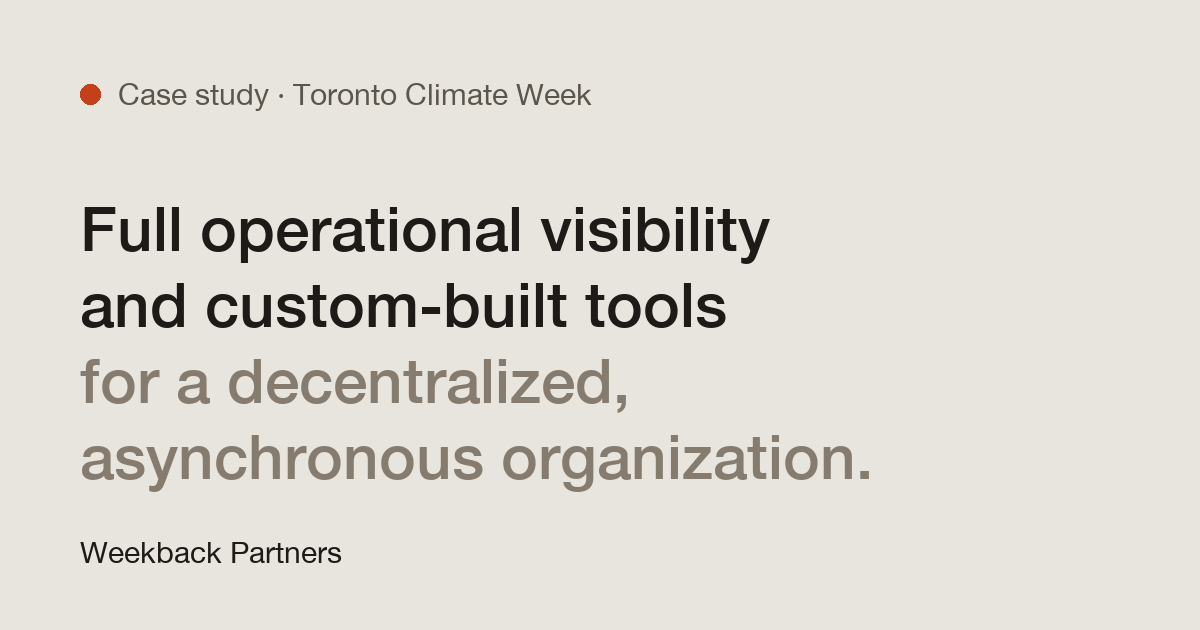 Case study · Toronto Climate Week
Full operational visibility
and custom-built tools
for a decentralized,
asynchronous organization.
Weekback Partners